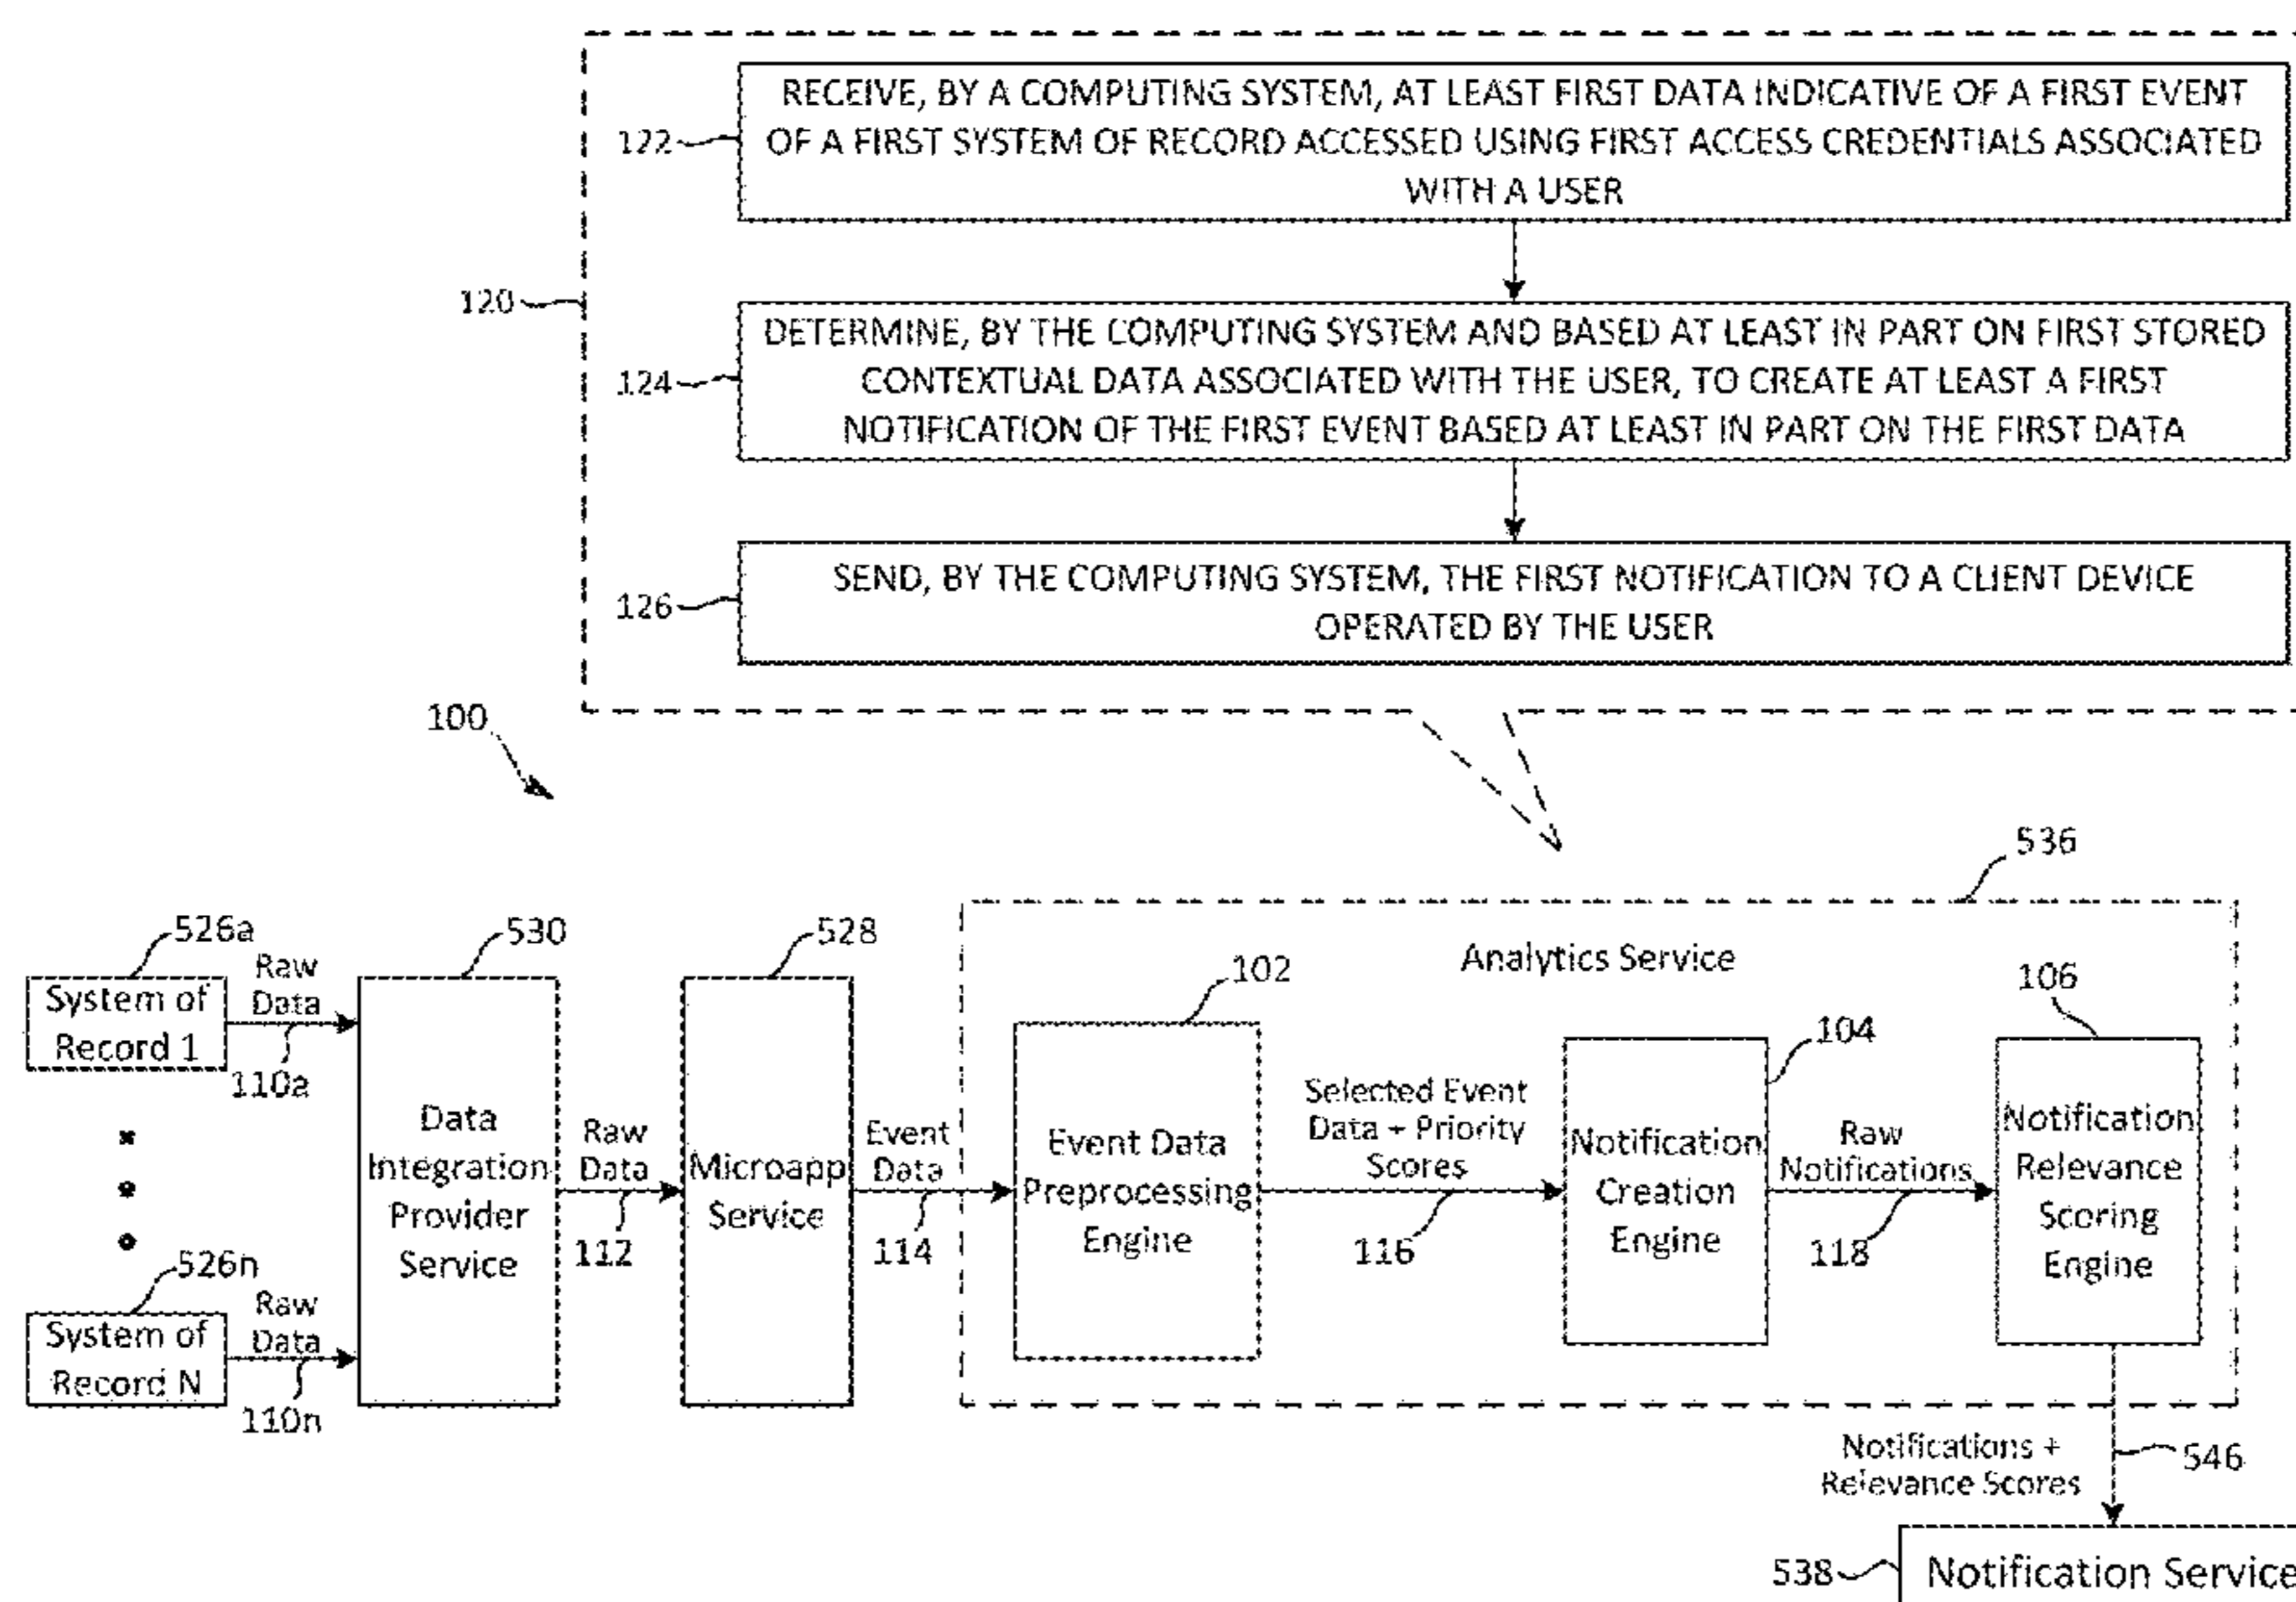 RECEIVE, BY A COMPUTING SYSTEM, AT LEAST FIRST DATA INDICATIVE OF A FIRST EVENT
OF A FIRST SYSTEM OF RECORD ACCESSED USING FIRST ACCESS CREDENTIALS ASSOCIATED
WITH A USER
122
120
DETERMINE, BY THE COMPUTING SYSTEM AND BASED AT LEAST IN PART ON FIRST STORED
CONTEXTUAL DATA ASSOCIATED WITH THE USER, TO CREATE AT LEAST A FIRST
NOTIFICATION OF THE FIRST EVENT BASED AT LEAST IN PART ON THE FIRST DATA
124
SEND, BY THE COMPUTING SYSTEM, THE FIRST NOTIFICATION TO A CLIENT DEVICE
OPERATED BY THE USER
126
100
536
526a
System of
Record 1
Raw
Data
110a
526n
System of
Record N
Raw
Data
110n
530
Data
Integration
Provider
Service
Raw
Data
112
528
Microapp
Service
Event
Data
114
Analytics Service
102
Event Data
Preprocessing
Engine
Selected Event
Data + Priority
Scores
116
104
Notification
Creation
Engine
Raw
Notifications
118
106
Notification
Relevance
Scoring
Engine
Notifications +
Relevance Scores
546
538
Notification Service